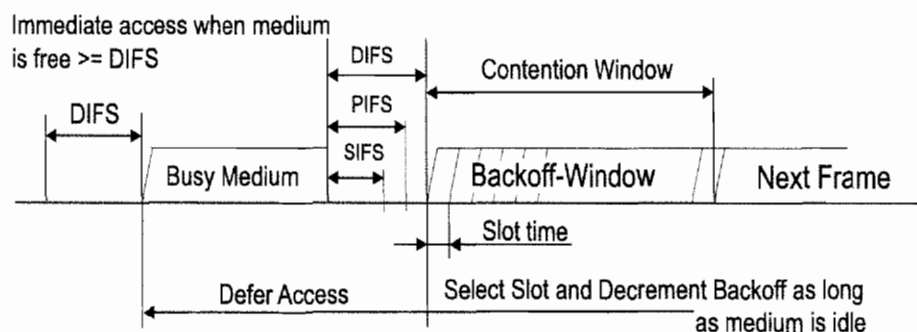 Immediate access when medium
is free >= DIFS
DIFS
DIFS
PIFS
SIFS
Contention Window
Busy Medium
Backoff-Window
Next Frame
Slot time
Defer Access
Select Slot and Decrement Backoff as long
as medium is idle